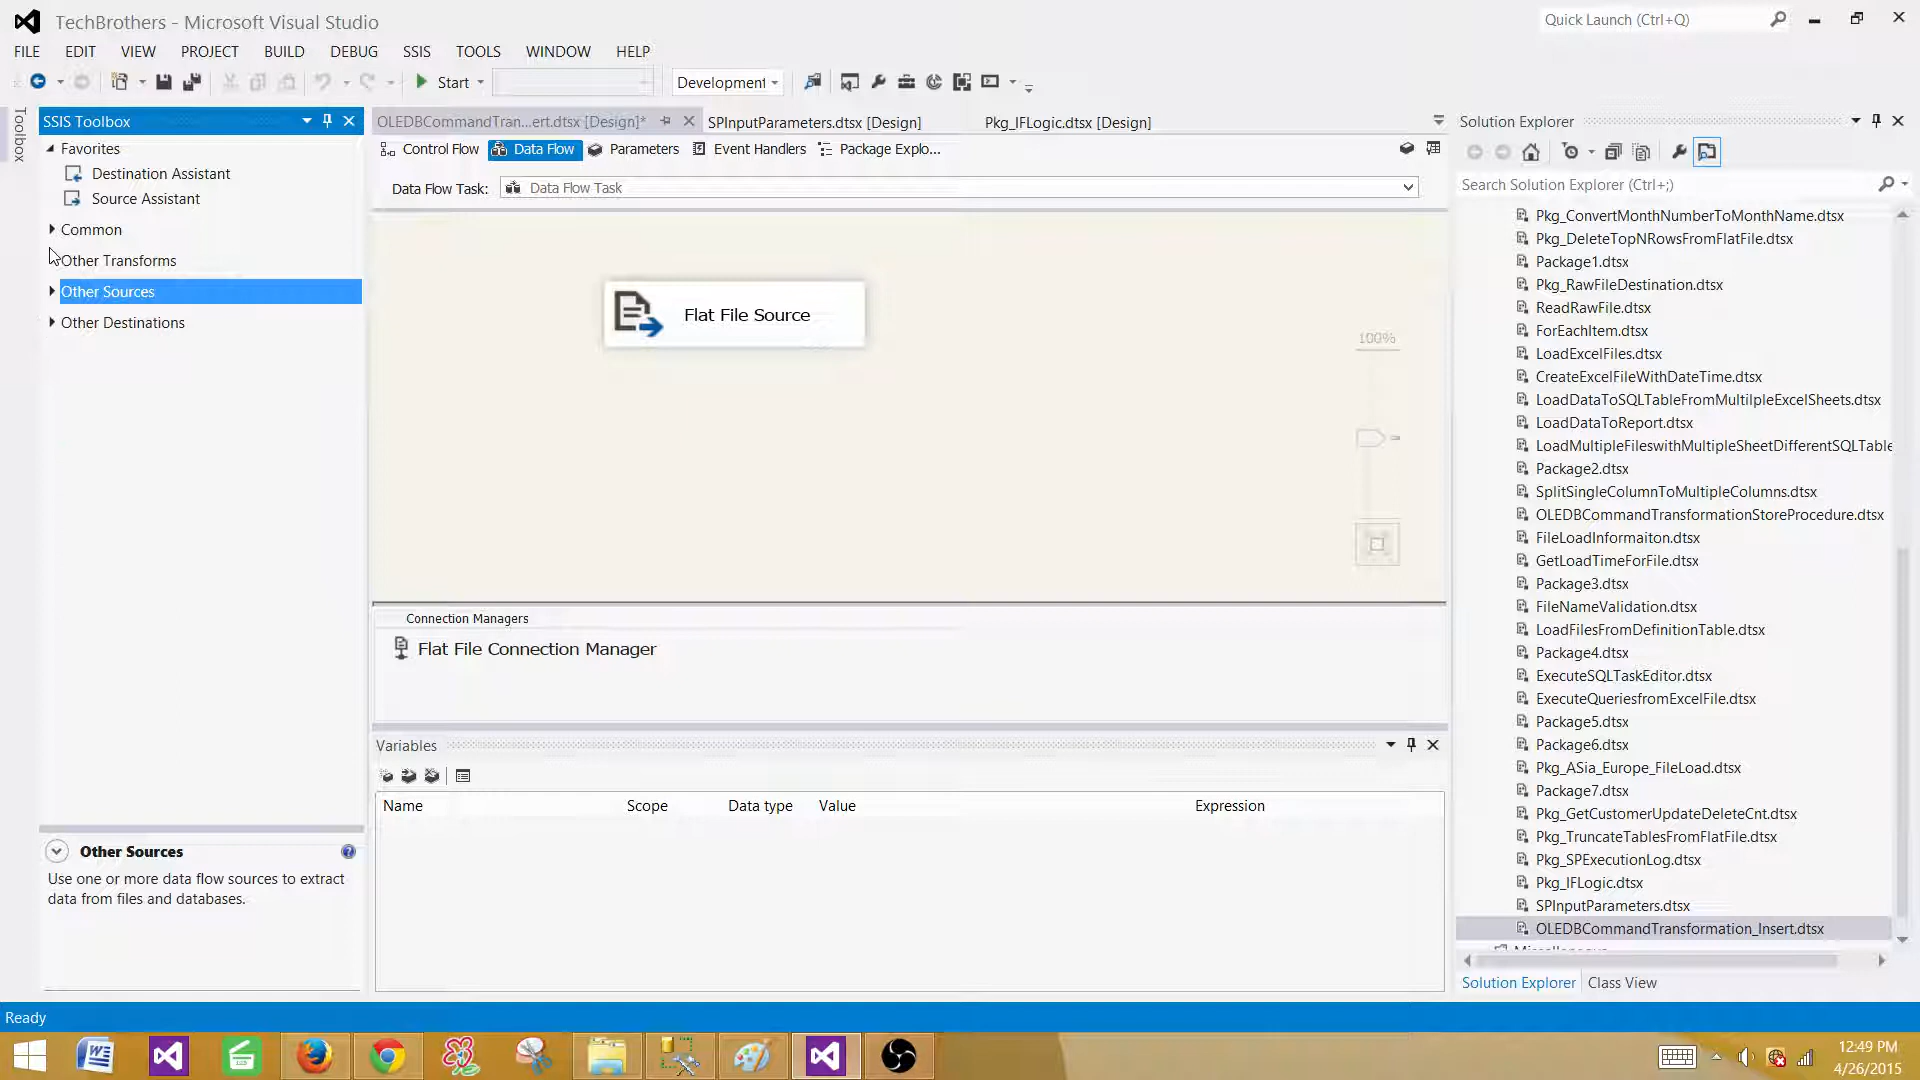 TechBrothers - Microsoft Visual Studio
Quick Launch (Ctrl+Q)
FILE EDIT VIEW PROJECT BUILD DEBUG SSIS TOOLS WINDOW HELP
Start
Development
Toolbox
SSIS Toolbox
Favorites
Destination Assistant
Source Assistant
Common
Other Transforms
Other Sources
Other Destinations
Other Sources
Use one or more data flow sources to extract
data from files and databases.
OLEDBCommandTran...ert.dtsx [Design]* SPInputParameters.dtsx [Design] Pkg_IFLogic.dtsx [Design]
Control Flow Data Flow Parameters Event Handlers Package Explo...
Data Flow Task: Data Flow Task
Flat File Source
100%
Connection Managers
Flat File Connection Manager
Variables
Name Scope Data type Value Expression
Solution Explorer
Search Solution Explorer (Ctrl+;)
Pkg_ConvertMonthNumberToMonthName.dtsx
Pkg_DeleteTopNRowsFromFlatFile.dtsx
Package1.dtsx
Pkg_RawFileDestination.dtsx
ReadRawFile.dtsx
ForEachItem.dtsx
LoadExcelFiles.dtsx
CreateExcelFileWithDateTime.dtsx
LoadDataToSQLTableFromMultilpleExcelSheets.dtsx
LoadDataToReport.dtsx
LoadMultipleFileswithMultipleSheetDifferentSQLTable
Package2.dtsx
SplitSingleColumnToMultipleColumns.dtsx
OLEDBCommandTransformationStoreProcedure.dtsx
FileLoadInformaiton.dtsx
GetLoadTimeForFile.dtsx
Package3.dtsx
FileNameValidation.dtsx
LoadFilesFromDefinitionTable.dtsx
Package4.dtsx
ExecuteSQLTaskEditor.dtsx
ExecuteQueriesfromExcelFile.dtsx
Package5.dtsx
Package6.dtsx
Pkg_ASia_Europe_FileLoad.dtsx
Package7.dtsx
Pkg_GetCustomerUpdateDeleteCnt.dtsx
Pkg_TruncateTablesFromFlatFile.dtsx
Pkg_SPExecutionLog.dtsx
Pkg_IFLogic.dtsx
SPInputParameters.dtsx
OLEDBCommandTransformation_Insert.dtsx
Solution Explorer Class View
Ready
12:49 PM
4/26/2015